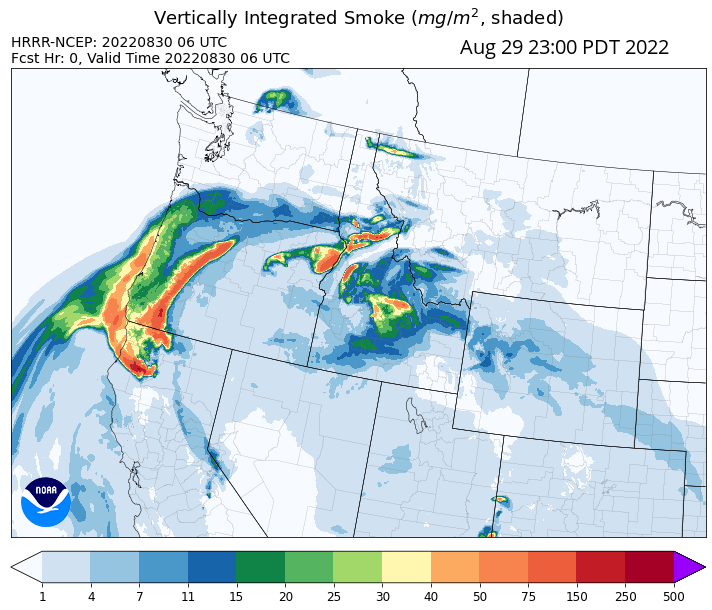 Vertically Integrated Smoke (mg/m², shaded)
HRRR-NCEP: 20220830 06 UTC
Aug 29 23:00 PDT 2022
Fcst Hr: 0, Valid Time 20220830 06 UTC
NOAA
1 4 7 11 15 20 25 30 40 50 75 150 250 500